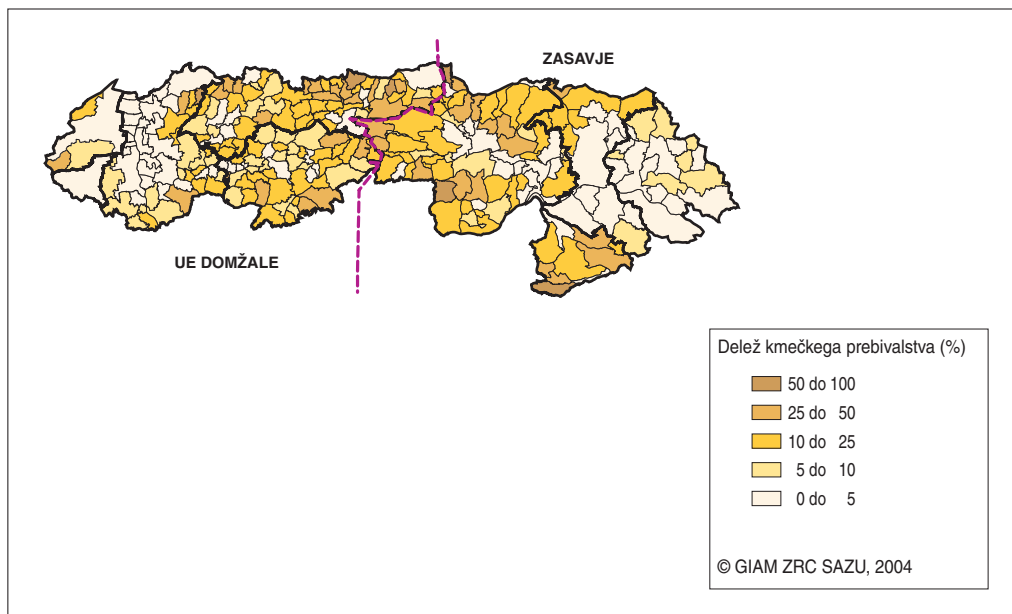 ZASAVJE
UE DOMŽALE
Delež kmečkega prebivalstva (%)
50 do 100
25 do 50
10 do 25
5 do 10
0 do 5
© GIAM ZRC SAZU, 2004